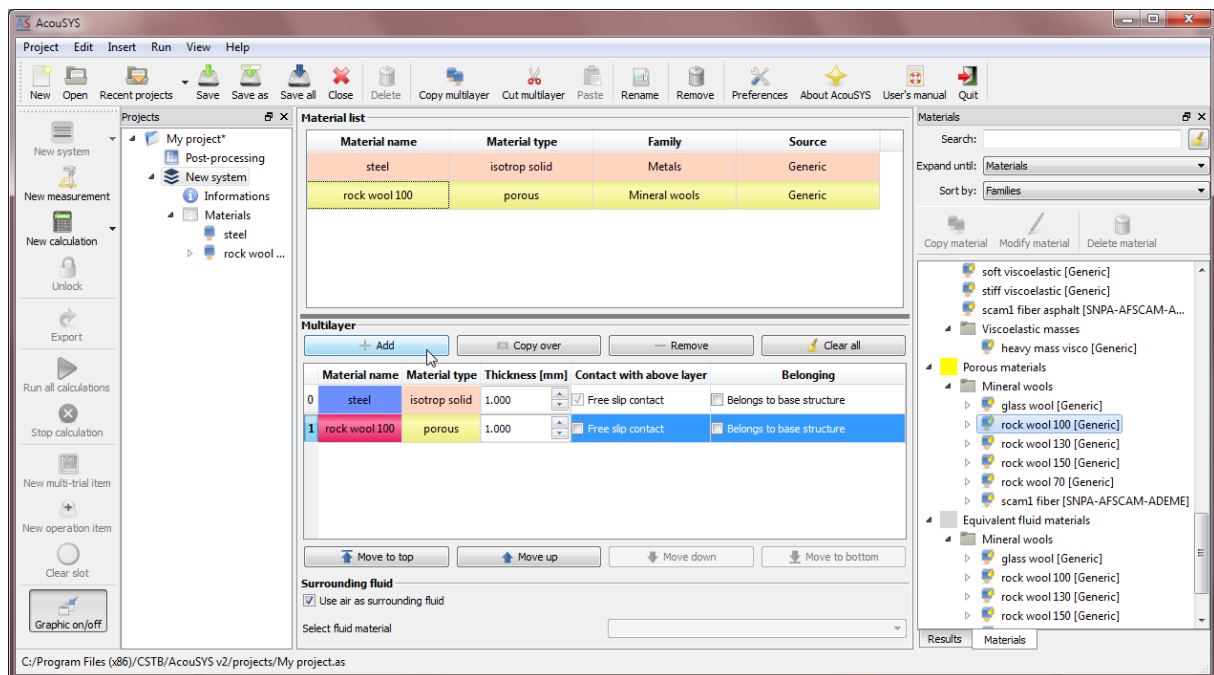 AS AcouSYS
Project Edit Insert Run View Help
New Open Recent projects Save Save as Save all Close Delete Copy multilayer Cut multilayer Paste Rename Remove Preferences About AcouSYS User's manual Quit
New system
New measurement
New calculation
Unlock
Export
Run all calculations
Stop calculation
New multi-trial item
New operation item
Clear slot
Graphic on/off
Projects
My project*
Post-processing
New system
Informations
Materials
steel
rock wool ...
Material list
Material name Material type Family Source
steel isotrop solid Metals Generic
rock wool 100 porous Mineral wools Generic
Multilayer
Add Copy over Remove Clear all
Material name Material type Thickness [mm] Contact with above layer Belonging
0 steel isotrop solid 1.000 Free slip contact Belongs to base structure
1 rock wool 100 porous 1.000 Free slip contact Belongs to base structure
Move to top Move up Move down Move to bottom
Surrounding fluid
Use air as surrounding fluid
Select fluid material
Materials
Search:
Expand until: Materials
Sort by: Families
Copy material Modify material Delete material
soft viscoelastic [Generic]
stiff viscoelastic [Generic]
scam1 fiber asphalt [SNPA-AFSCAM-A...
Viscoelastic masses
heavy mass visco [Generic]
Porous materials
Mineral wools
glass wool [Generic]
rock wool 100 [Generic]
rock wool 130 [Generic]
rock wool 150 [Generic]
rock wool 70 [Generic]
scam1 fiber [SNPA-AFSCAM-ADEME]
Equivalent fluid materials
Mineral wools
glass wool [Generic]
rock wool 100 [Generic]
rock wool 130 [Generic]
rock wool 150 [Generic]
Results Materials
C:/Program Files (x86)/CSTB/AcouSYS v2/projects/My project.as